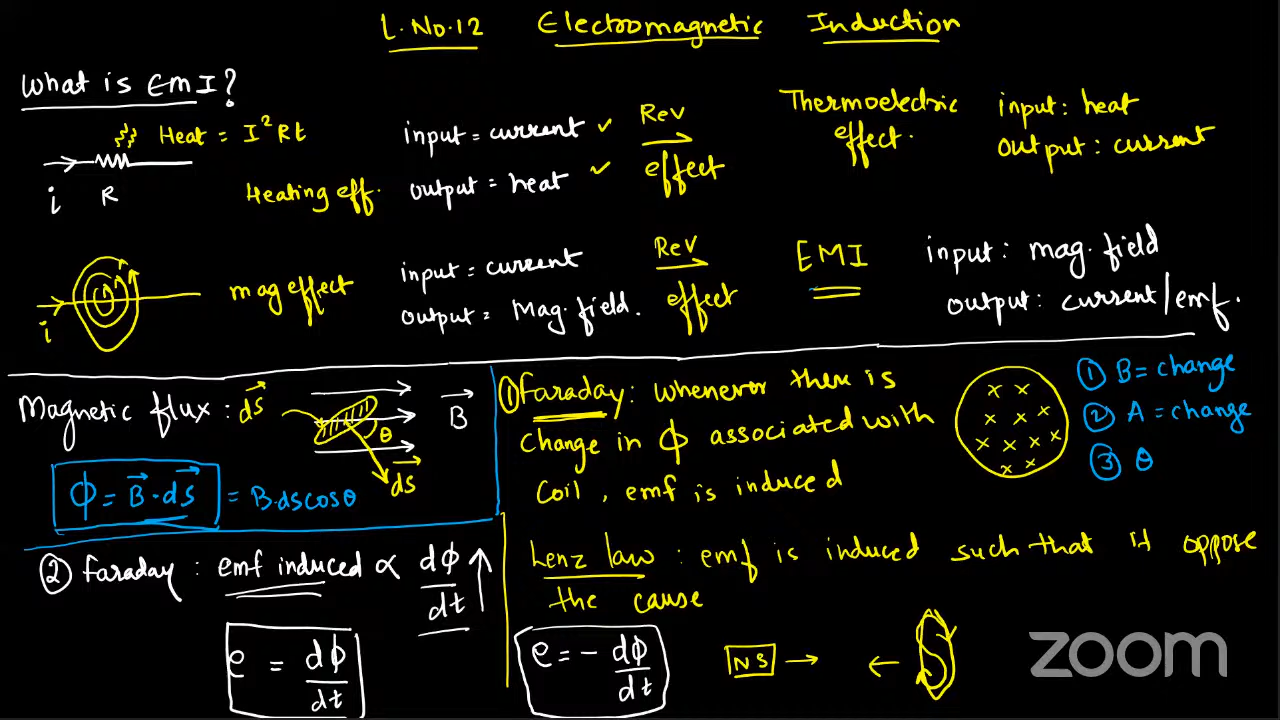 L.No.12 Electromagnetic Induction
What is EMI?
Heat = I²Rt
i R
Heating eff.
input = current ✓
output = heat ✓
Rev
effect
Thermoelectric
effect.
input: heat
output: current
i
mag effect
input = current
output = Mag. field.
Rev
effect
EMI
input: mag. field
output: current/emf.
Magnetic flux : ds⃗
B⃗
θ
ds⃗
ϕ = B⃗·ds⃗ = B·dscosθ
① Faraday: whenever there is
change in ϕ associated with
coil, emf is induced
x x
x x x
x x x x
x x
① B = change
② A = change
③ θ
② Faraday : emf induced ∝ dϕ/dt ↑
e = dϕ/dt
Lenz law : emf is induced such that it oppose
the cause
e = - dϕ/dt
N S → ← S
zoom